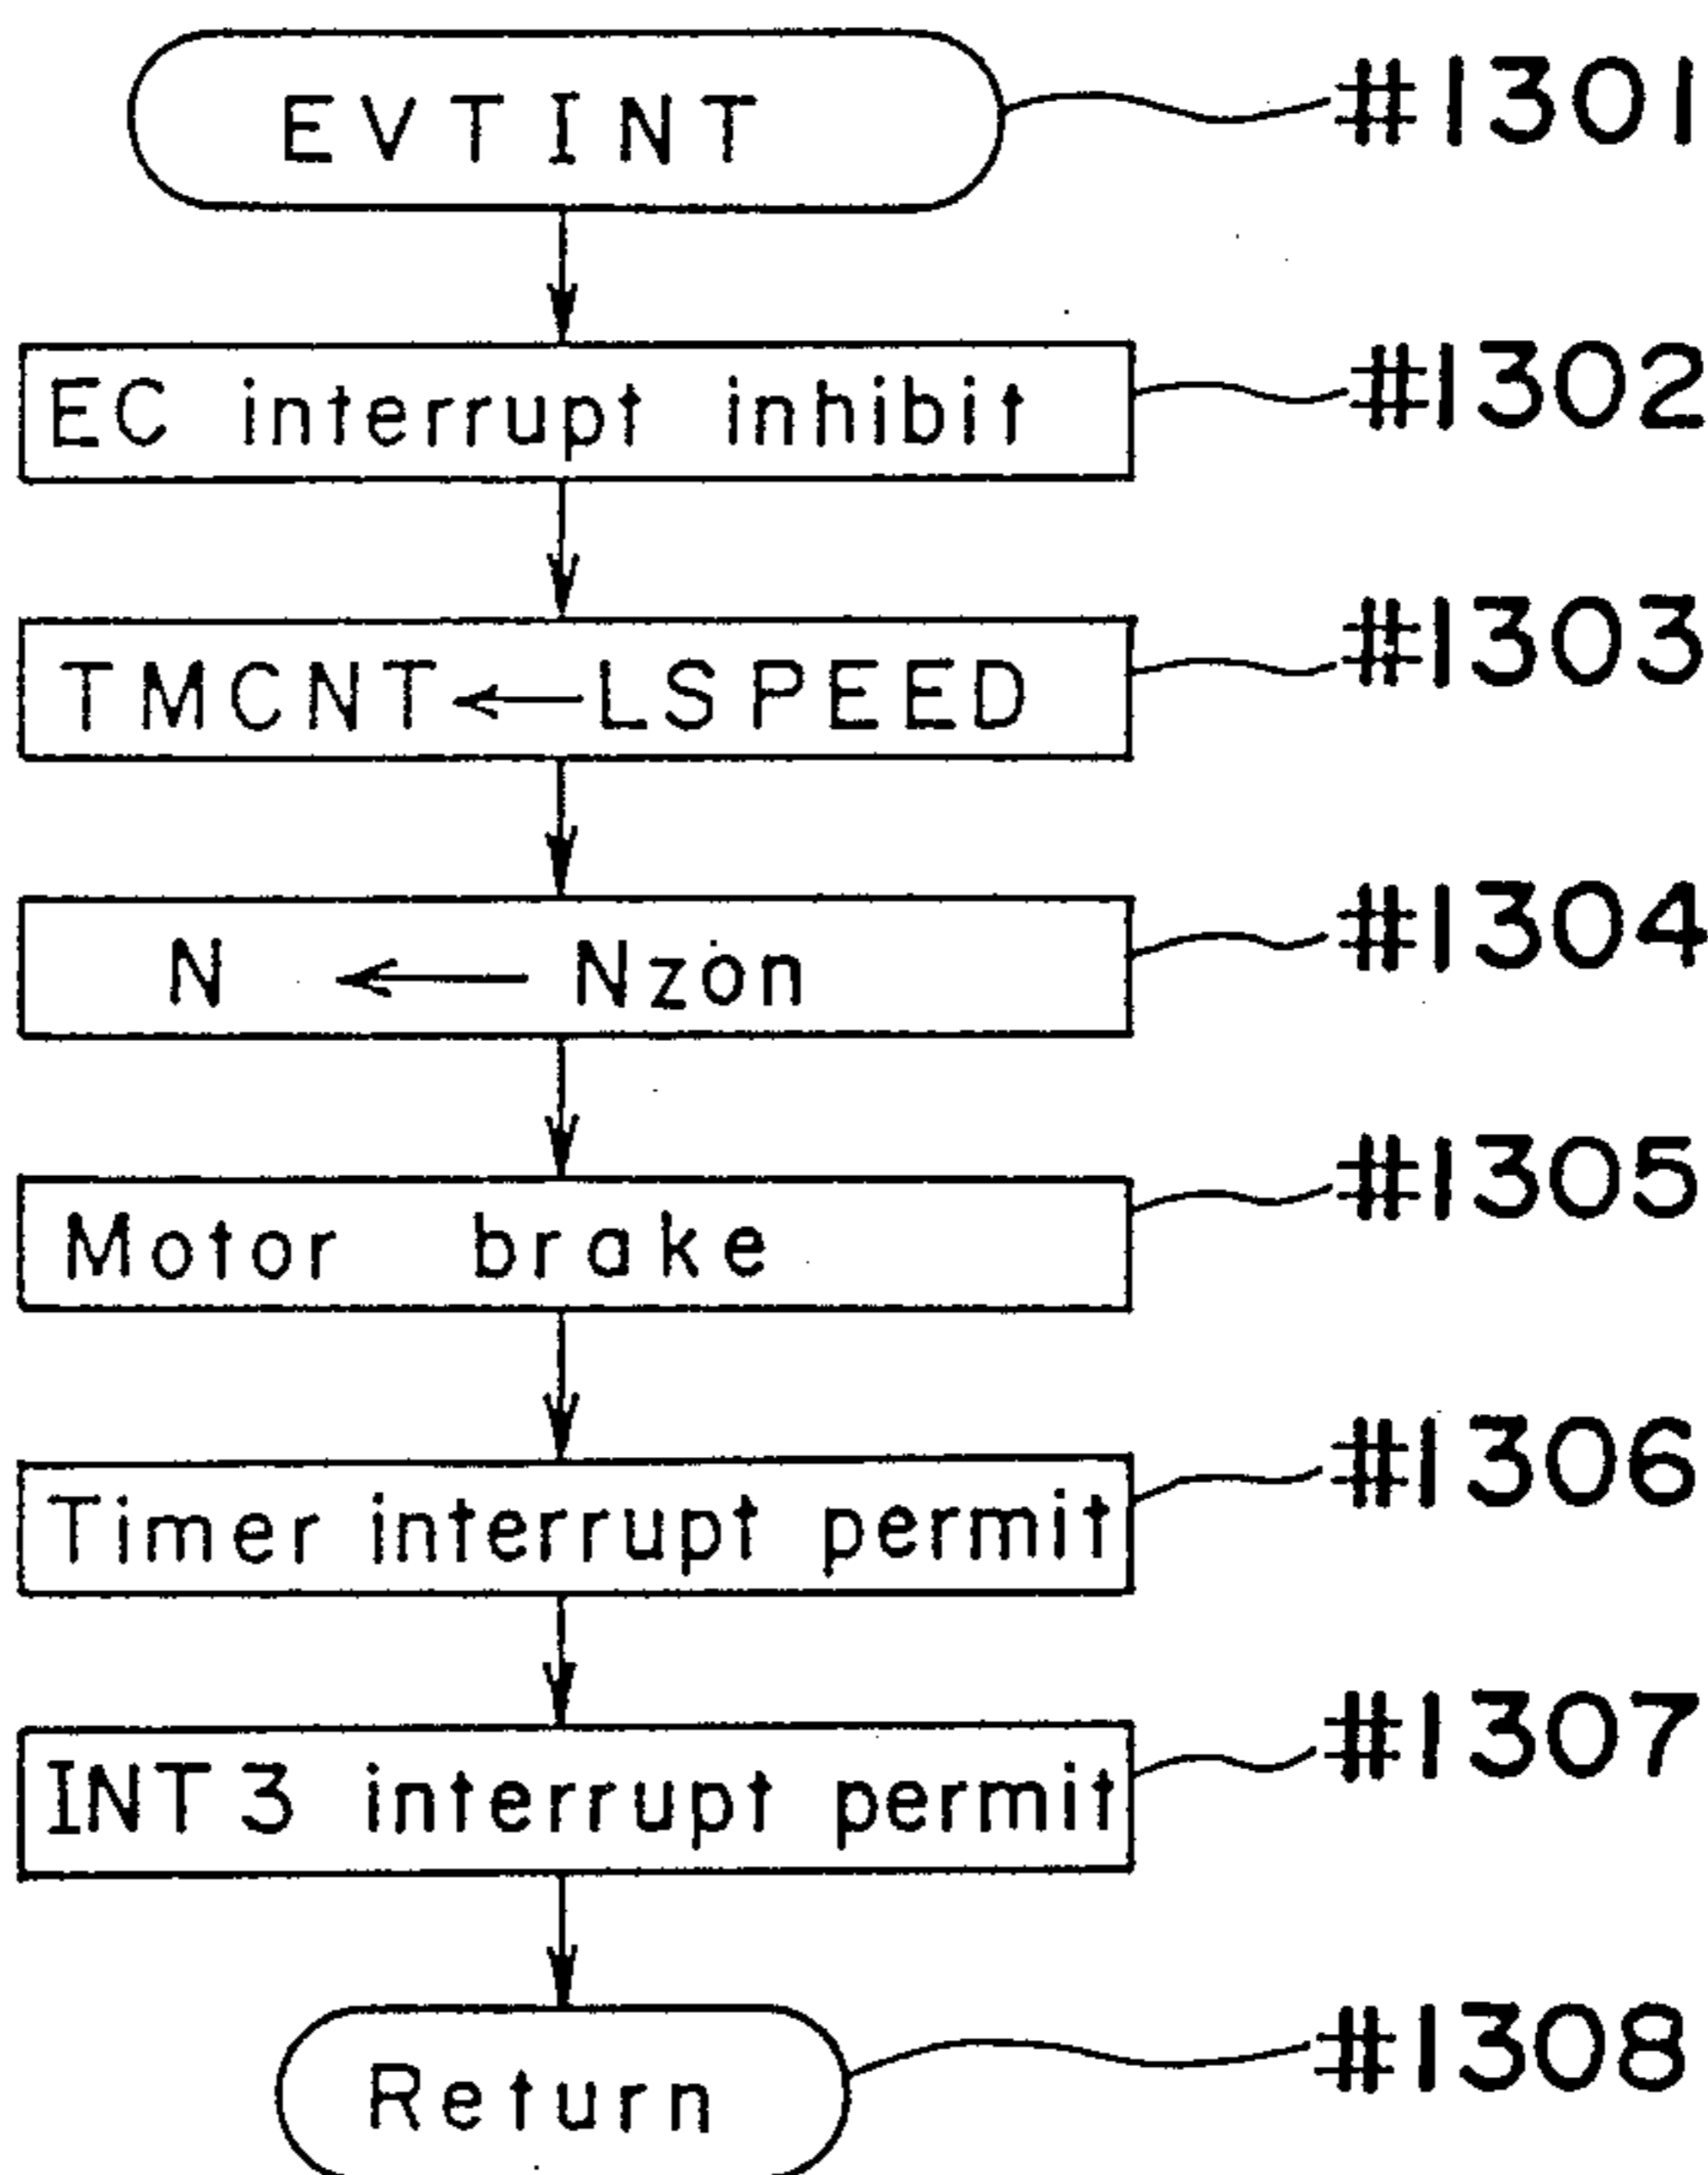 EVTINT #1301
EC interrupt inhibit #1302
TMCNT←LSPEED #1303
N ← Nzon #1304
Motor brake #1305
Timer interrupt permit #1306
INT3 interrupt permit #1307
Return #1308